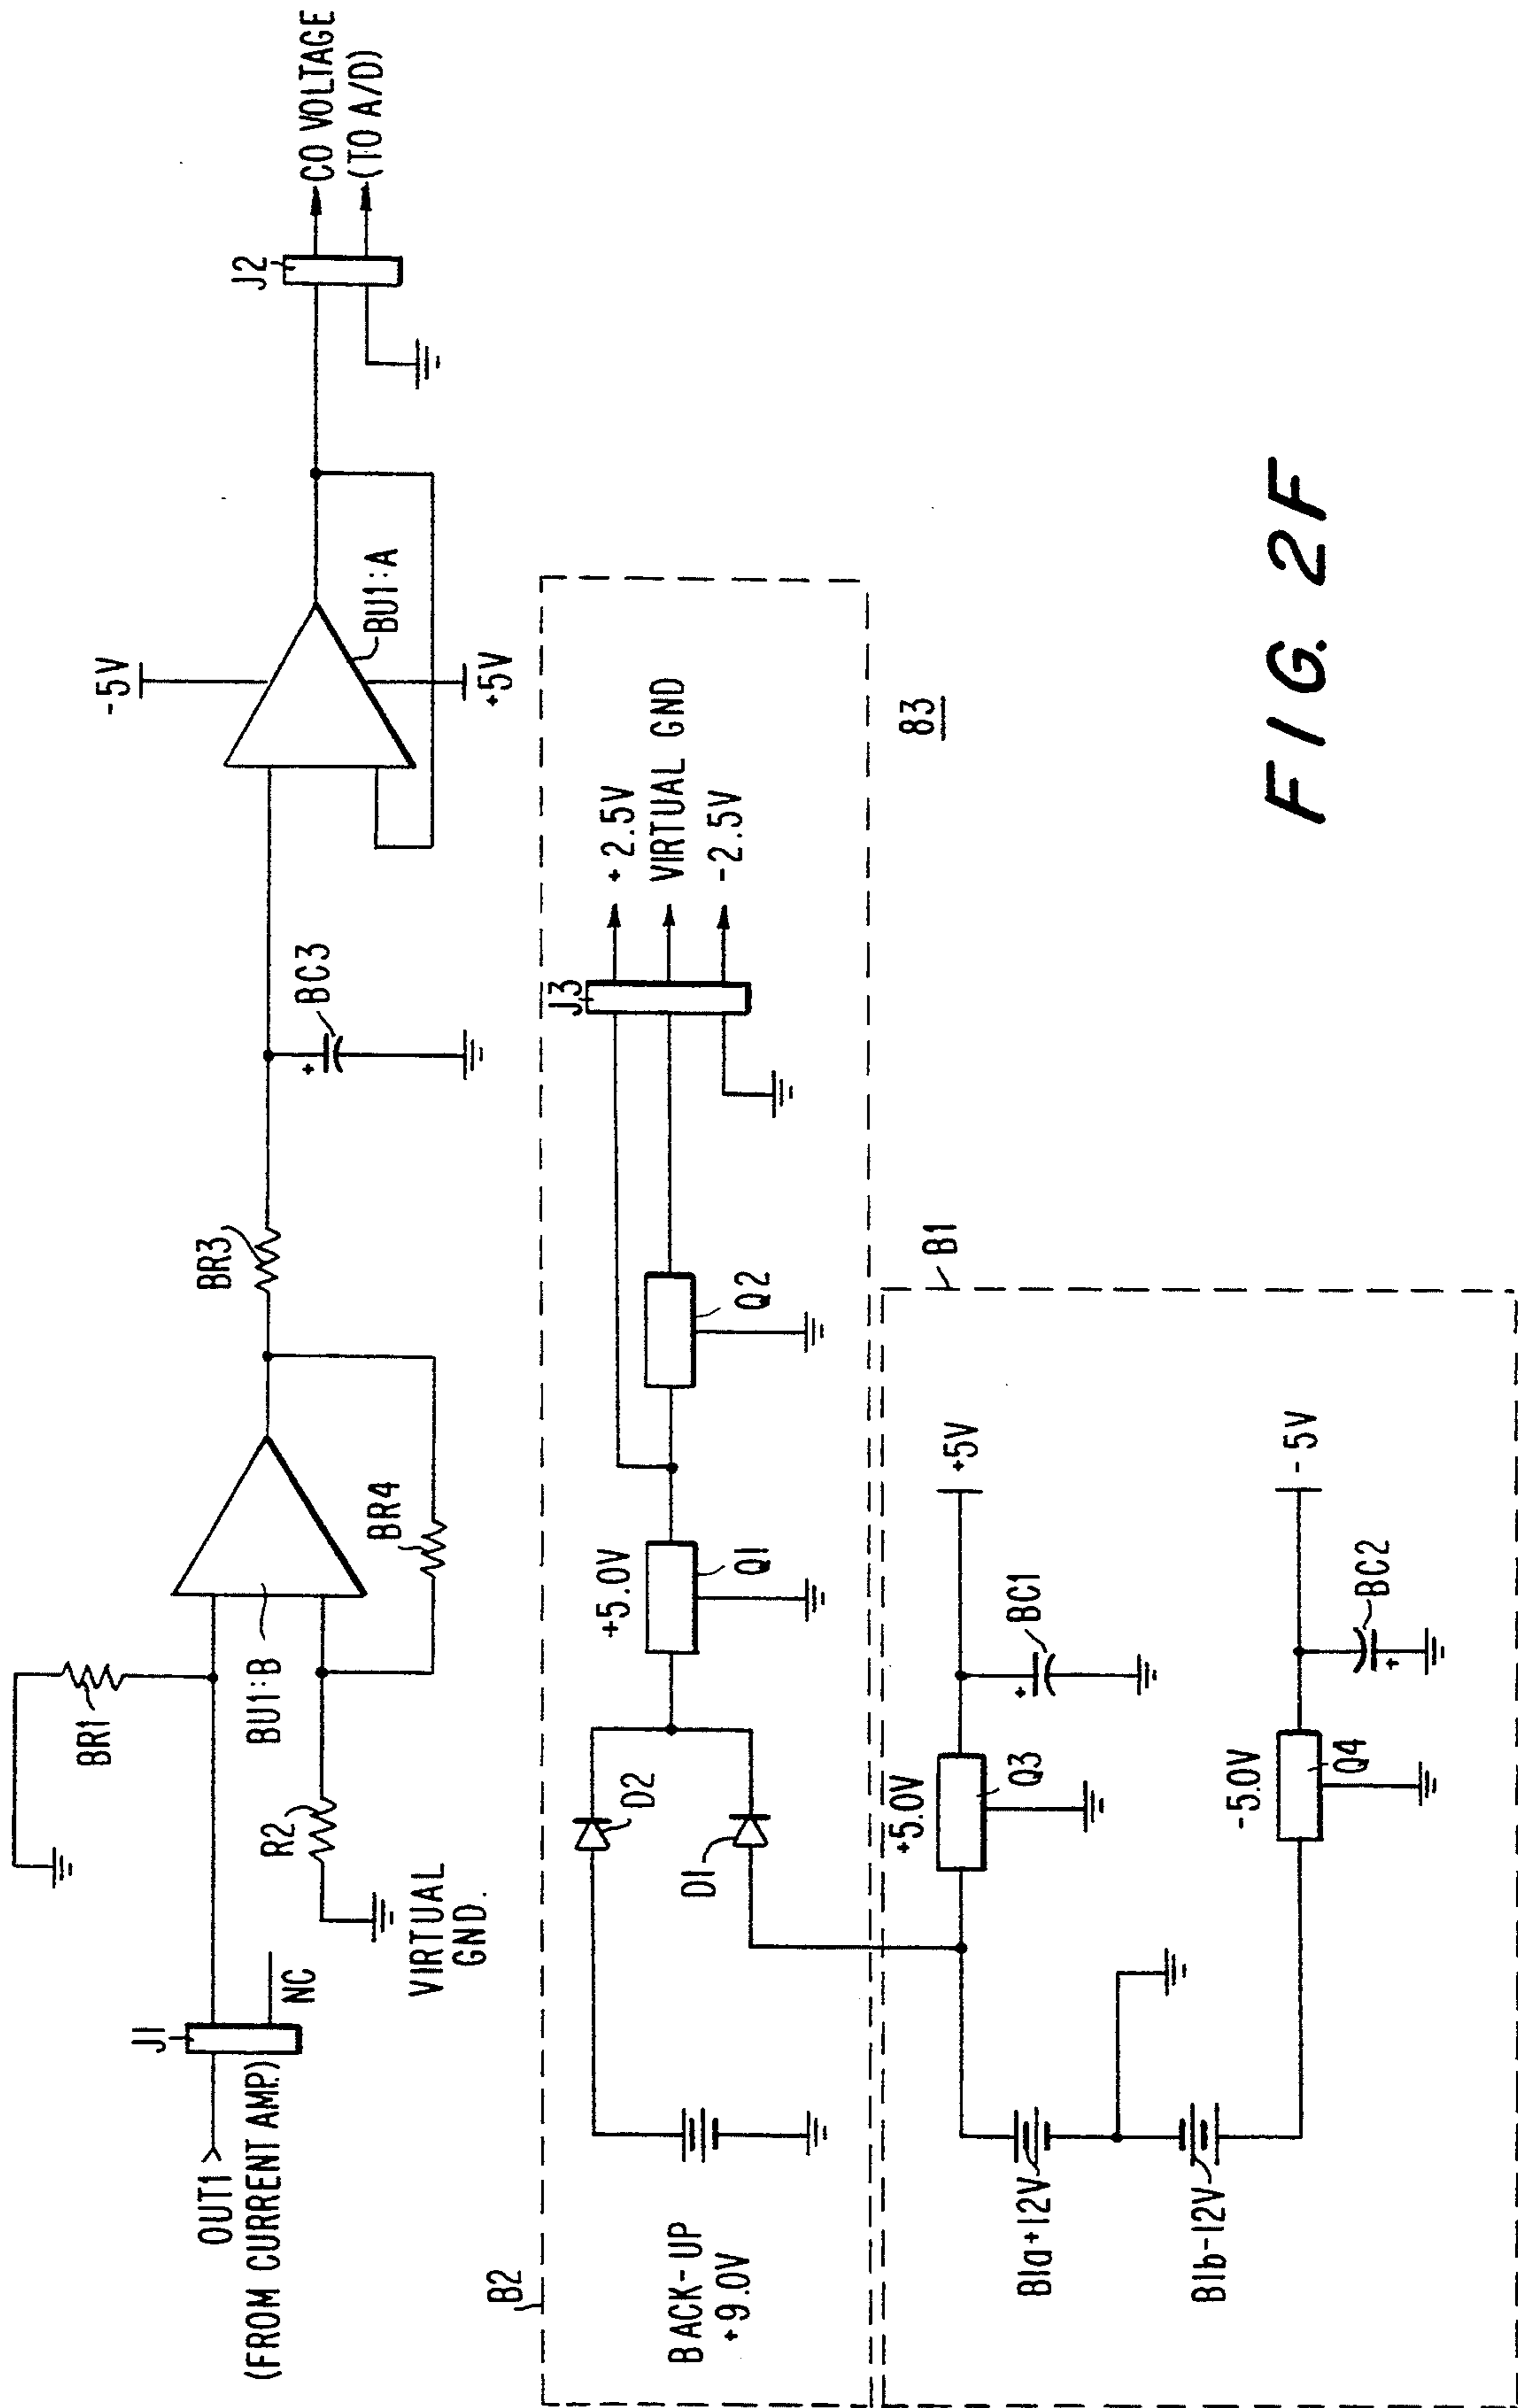 OUT1
(FROM CURRENT AMP.)
J1
NC
BR1
R2
VIRTUAL
GND.
BU1:B
BR4
BR3
BC3
-5V
BU1:A
+5V
J2
CO VOLTAGE
(TO A/D)
B2
BACK-UP
+9.0V
D2
D1
+5.0V
Q1
Q2
J3
+2.5V
VIRTUAL GND
-2.5V
83
B1
B1a+12V
B1b-12V
+5.0V
Q3
BC1
+5V
-5.0V
Q4
BC2
-5V
FIG. 2F